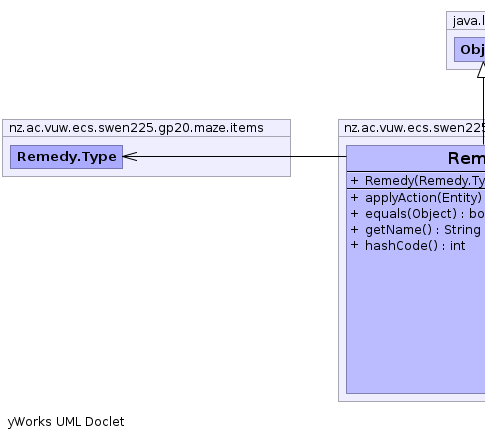 java.l
Obj
nz.ac.vuw.ecs.swen225.gp20.maze.items
Remedy.Type
nz.ac.vuw.ecs.swen225
Rem
+ Remedy(Remedy.Ty
+ applyAction(Entity)
+ equals(Object) : bo
+ getName() : String
+ hashCode() : int
yWorks UML Doclet